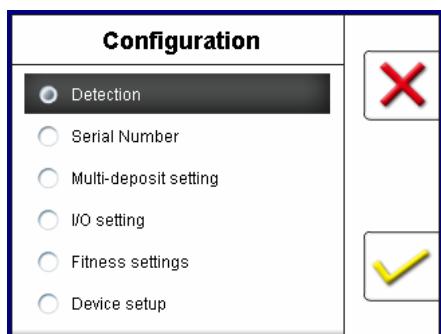 Configuration
Detection
Serial Number
Multi-deposit setting
I/O setting
Fitness settings
Device setup